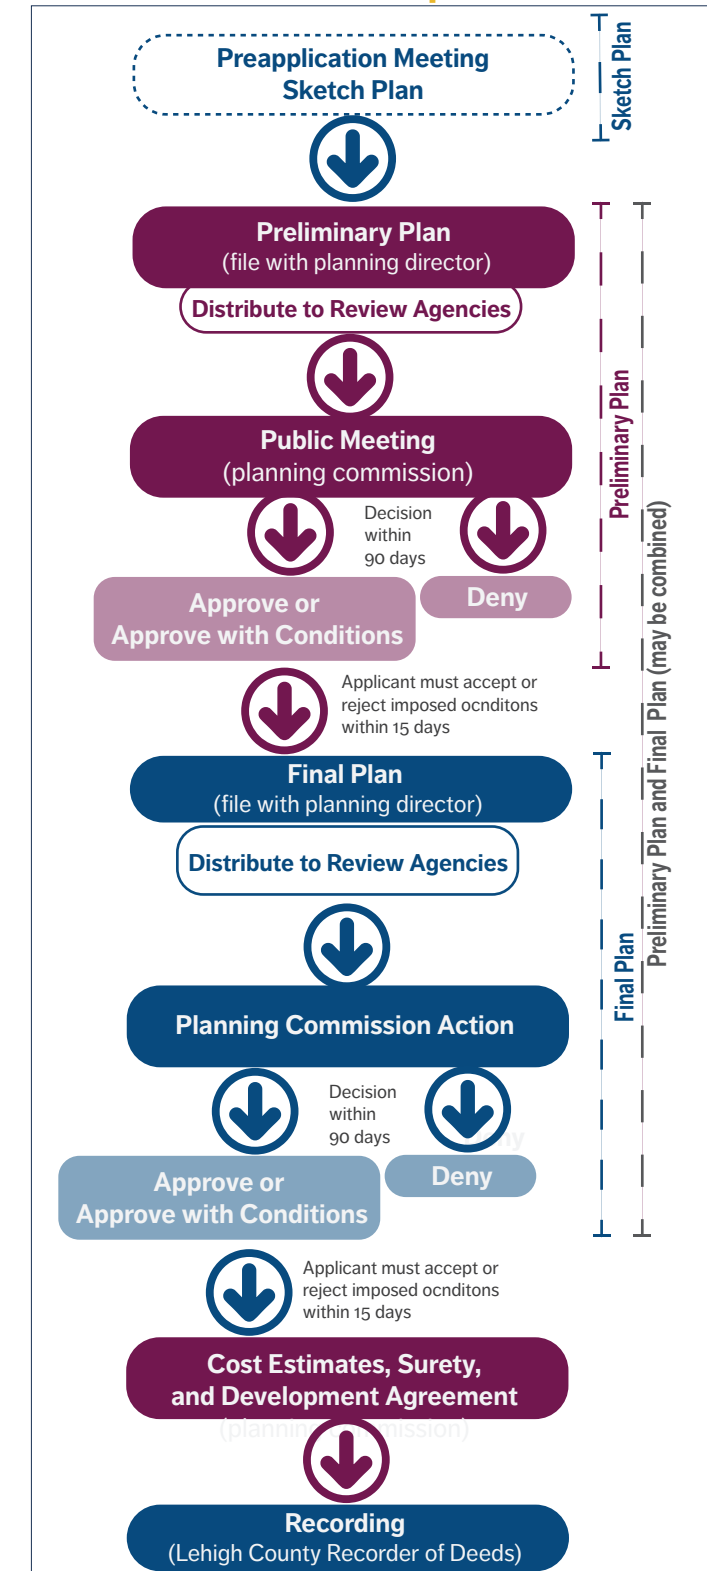 Preapplication Meeting
Sketch Plan
Sketch Plan
Preliminary Plan
(file with planning director)
Distribute to Review Agencies
Public Meeting
(planning commission)
Decision
within
90 days
Approve or
Approve with Conditions
Deny
Preliminary Plan
Preliminary Plan and Final Plan (may be combined)
Applicant must accept or
reject imposed ocnditons
within 15 days
Final Plan
(file with planning director)
Distribute to Review Agencies
Planning Commission Action
Final Plan
Decision
within
90 days
Approve or
Approve with Conditions
Deny
Applicant must accept or
reject imposed ocnditons
within 15 days
Cost Estimates, Surety,
and Development Agreement
(planning commission)
Recording
(Lehigh County Recorder of Deeds)